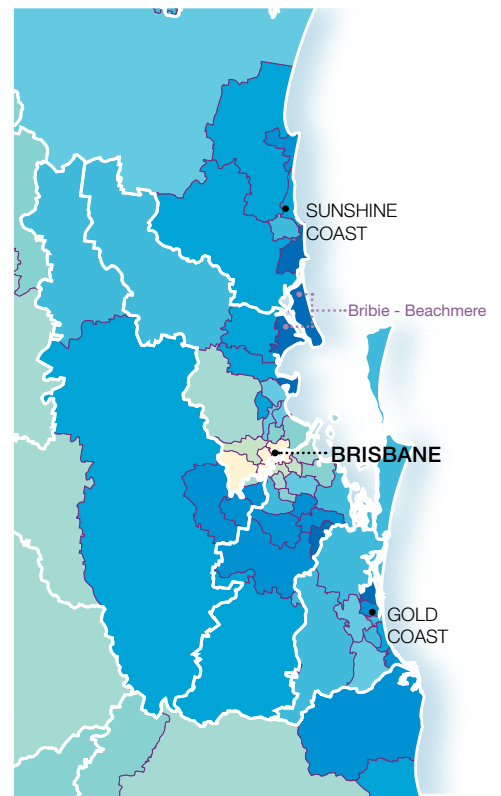 SUNSHINE
COAST
Bribie - Beachmere
BRISBANE
GOLD
COAST